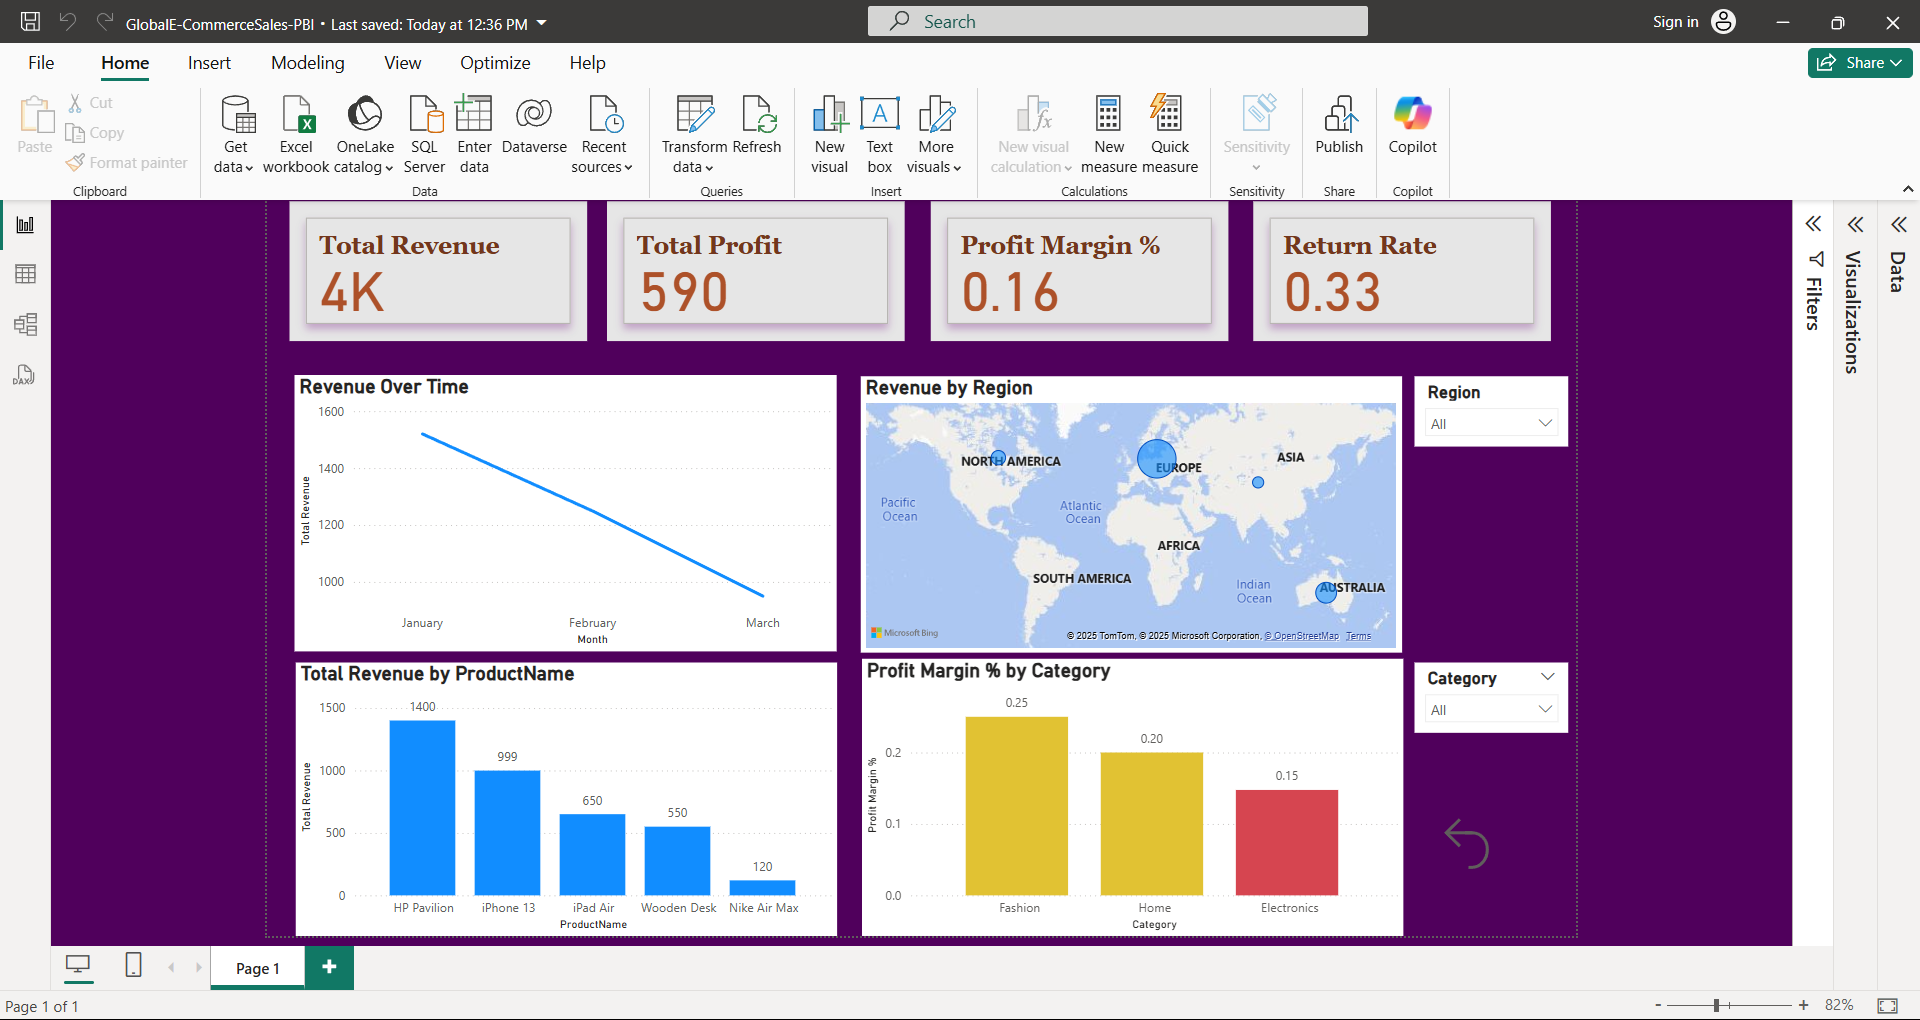 GlobalE-CommerceSales-PBI • Last saved: Today at 12:36 PM
Search
Sign in
File Home Insert Modeling View Optimize Help
Share
Paste
Cut
Copy
Format painter
Clipboard
Get data
Excel workbook
OneLake catalog
SQL Server
Enter data
Dataverse
Recent sources
Data
Transform data
Refresh
Queries
New visual
Text box
More visuals
Insert
New visual calculation
New measure
Quick measure
Calculations
Sensitivity
Sensitivity
Publish
Share
Copilot
Copilot
DAX
Total Revenue
4K
Total Profit
590
Profit Margin %
0.16
Return Rate
0.33
Revenue Over Time
Total Revenue
1600
1400
1200
1000
January February March
Month
Revenue by Region
NORTH AMERICA
EUROPE
ASIA
Pacific Ocean
Atlantic Ocean
AFRICA
SOUTH AMERICA
Indian Ocean
AUSTRALIA
Microsoft Bing
© 2025 TomTom, © 2025 Microsoft Corporation, © OpenStreetMap Terms
Region
All
Total Revenue by ProductName
Total Revenue
1500
1000
500
0
1400
999
650
550
120
HP Pavilion iPhone 13 iPad Air Wooden Desk Nike Air Max
ProductName
Profit Margin % by Category
Profit Margin %
0.2
0.1
0.0
0.25
0.20
0.15
Fashion Home Electronics
Category
Category
All
Filters
Visualizations
Data
Page 1
Page 1 of 1
- + 82%